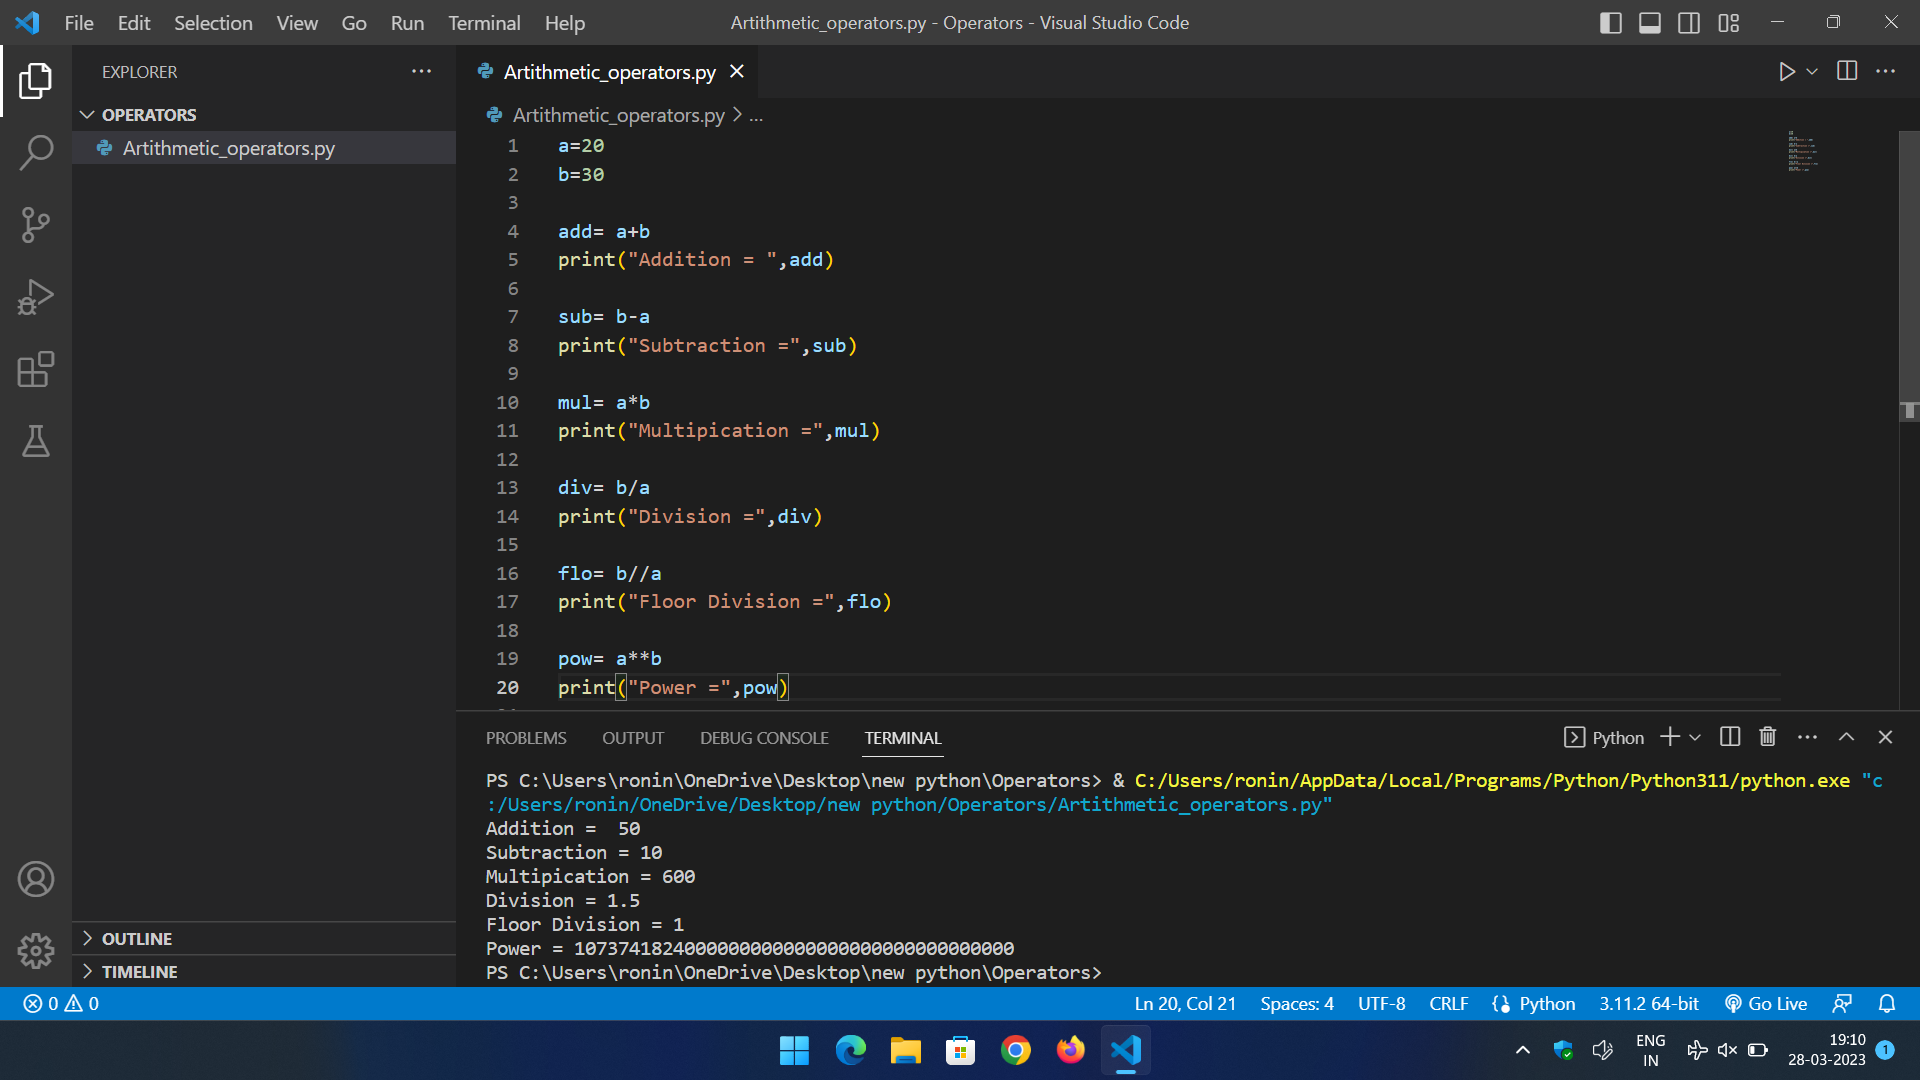 File Edit Selection View Go Run Terminal Help
Artithmetic_operators.py - Operators - Visual Studio Code
EXPLORER
OPERATORS
Artithmetic_operators.py
OUTLINE
TIMELINE
Artithmetic_operators.py
Artithmetic_operators.py > ...
1 a=20
2 b=30
3
4 add= a+b
5 print("Addition = ",add)
6
7 sub= b-a
8 print("Subtraction =",sub)
9
10 mul= a*b
11 print("Multipication =",mul)
12
13 div= b/a
14 print("Division =",div)
15
16 flo= b//a
17 print("Floor Division =",flo)
18
19 pow= a**b
20 print("Power =",pow)
PROBLEMS OUTPUT DEBUG CONSOLE TERMINAL
Python
PS C:\Users\ronin\OneDrive\Desktop\new python\Operators> & C:/Users/ronin/AppData/Local/Programs/Python/Python311/python.exe "c
:/Users/ronin/OneDrive/Desktop/new python/Operators/Artithmetic_operators.py"
Addition =  50
Subtraction = 10
Multipication = 600
Division = 1.5
Floor Division = 1
Power = 1073741824000000000000000000000000000000
PS C:\Users\ronin\OneDrive\Desktop\new python\Operators>
0 0
Ln 20, Col 21 Spaces: 4 UTF-8 CRLF Python 3.11.2 64-bit Go Live
ENG
IN
19:10
28-03-2023
1